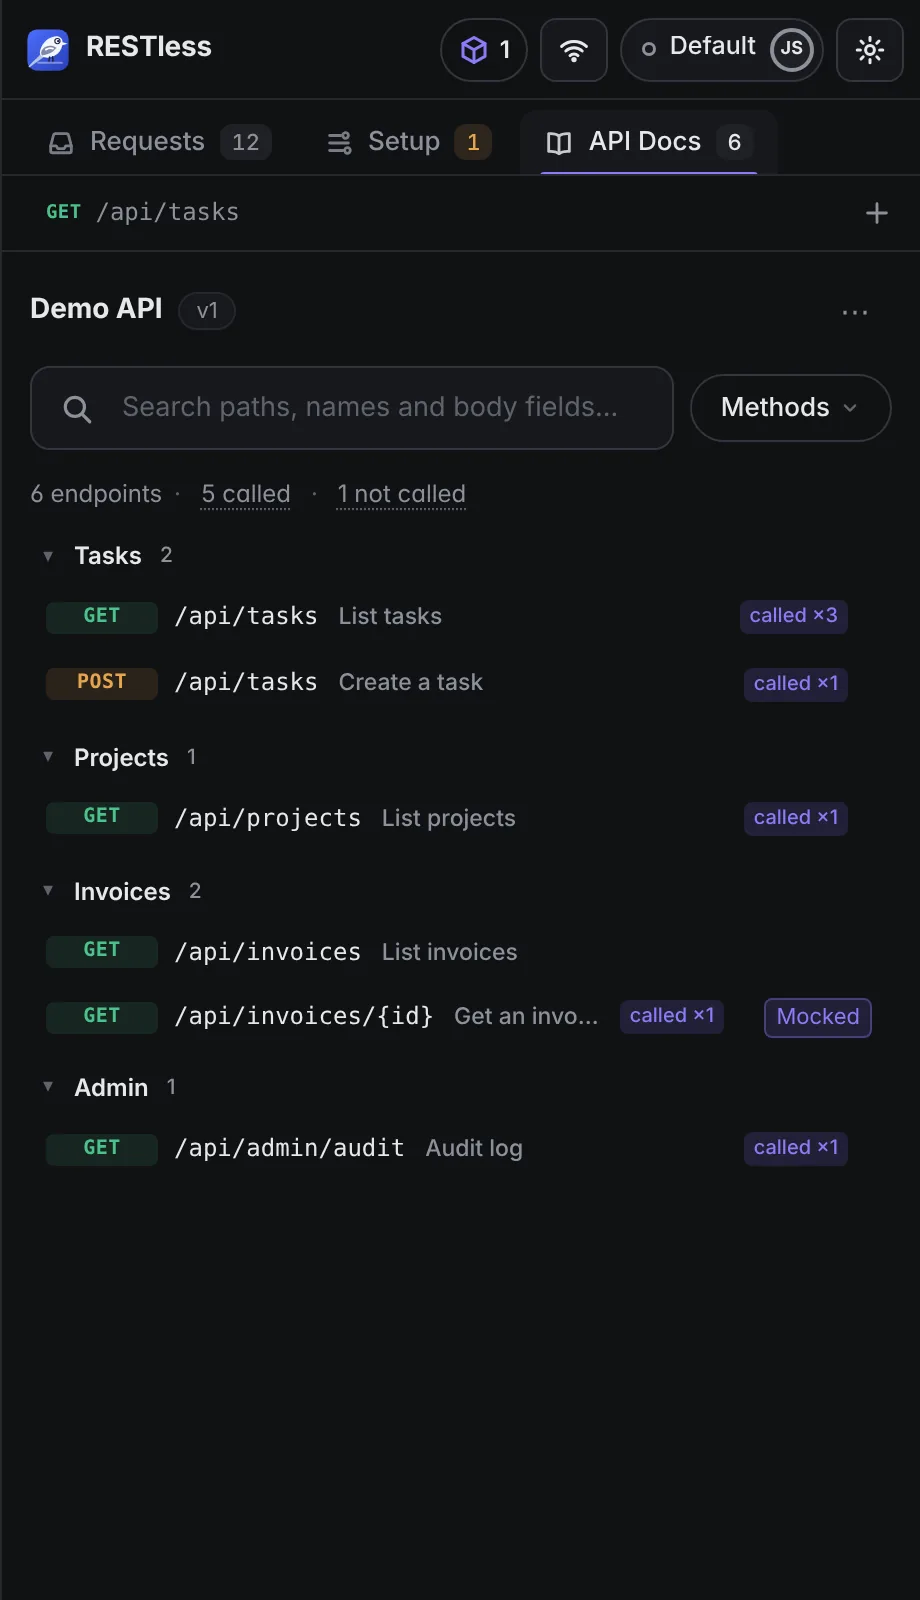 RESTless
1
Default
JS
Requests 12
Setup 1
API Docs 6
GET /api/tasks
Demo API v1
Search paths, names and body fields...
Methods
6 endpoints · 5 called · 1 not called
Tasks 2
GET /api/tasks List tasks called ×3
POST /api/tasks Create a task called ×1
Projects 1
GET /api/projects List projects called ×1
Invoices 2
GET /api/invoices List invoices
GET /api/invoices/{id} Get an invo... called ×1 Mocked
Admin 1
GET /api/admin/audit Audit log called ×1